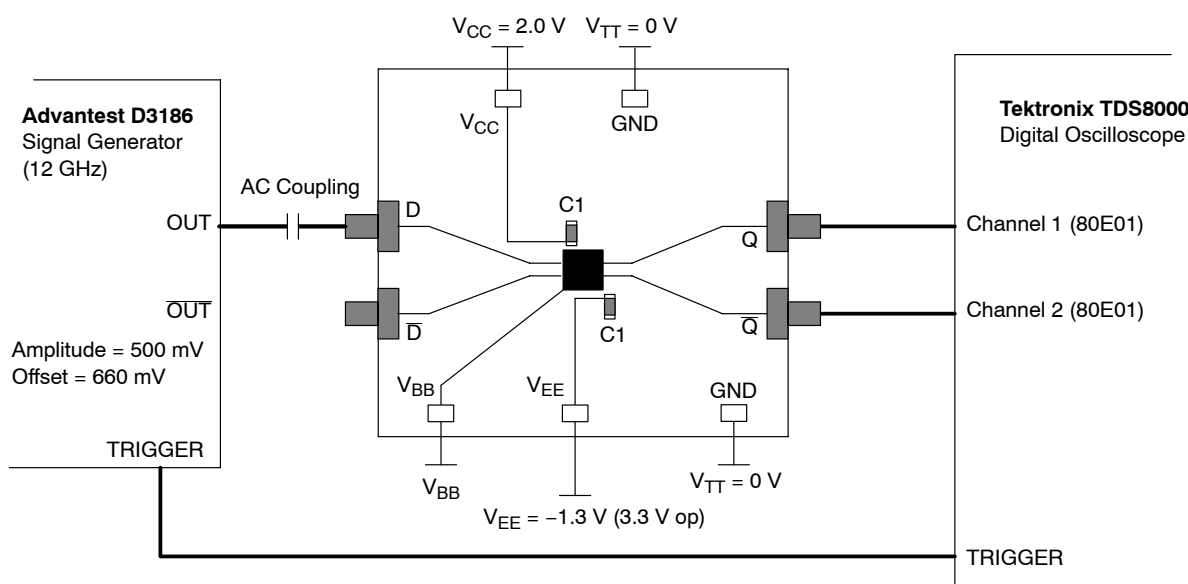 V_CC = 2.0 V V_TT = 0 V
Advantest D3186
Signal Generator
(12 GHz)
V_CC
GND
Tektronix TDS8000
Digital Oscilloscope
AC Coupling
OUT
D
C1
Q
Channel 1 (80E01)
O̅U̅T̅
D̅
C1
Q̅
Channel 2 (80E01)
Amplitude = 500 mV
Offset = 660 mV
V_BB
V_EE
GND
TRIGGER
V_BB
V_TT = 0 V
V_EE = −1.3 V (3.3 V op)
TRIGGER